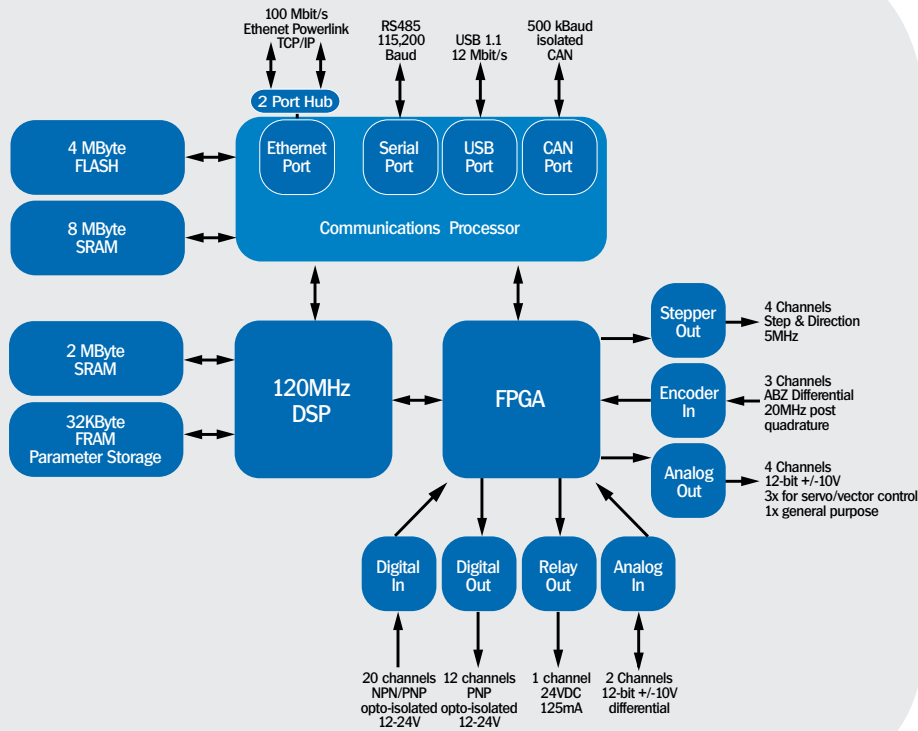 100 Mbit/s
Ethenet Powerlink
TCP/IP
RS485
115,200
Baud
USB 1.1
12 Mbit/s
500 kBaud
isolated
CAN
2 Port Hub
4 MByte
FLASH
Ethernet
Port
Serial
Port
USB
Port
CAN
Port
8 MByte
SRAM
Communications Processor
2 MByte
SRAM
32KByte
FRAM
Parameter Storage
120MHz
DSP
FPGA
Stepper
Out
4 Channels
Step & Direction
5MHz
Encoder
In
3 Channels
ABZ Differential
20MHz post
quadrature
Analog
Out
4 Channels
12-bit +/-10V
3x for servo/vector control
1x general purpose
Digital
In
Digital
Out
Relay
Out
Analog
In
20 channels
NPN/PNP
opto-isolated
12-24V
12 channels
PNP
opto-isolated
12-24V
1 channel
24VDC
125mA
2 Channels
12-bit +/-10V
differential